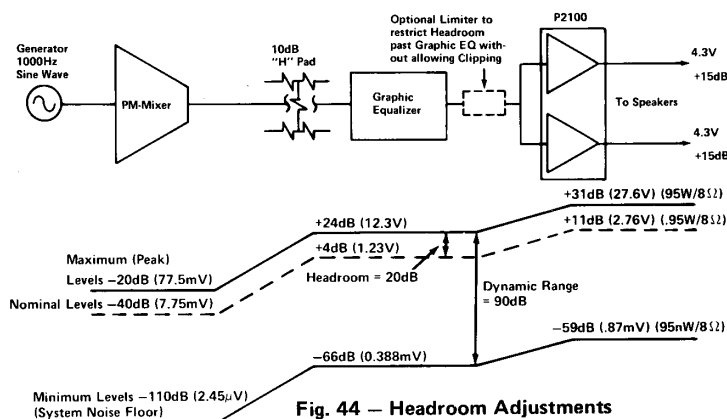 Generator
1000Hz
Sine Wave
PM-Mixer
10dB
"H" Pad
Graphic
Equalizer
Optional Limiter to
restrict Headroom
past Graphic EQ with-
out allowing Clipping
P2100
4.3V
+15dB
To Speakers
4.3V
+15dB
Maximum (Peak)
Levels –20dB (77.5mV)
Nominal Levels –40dB (7.75mV)
+24dB (12.3V)
+4dB (1.23V)
Headroom = 20dB
Dynamic Range
= 90dB
+31dB (27.6V) (95W/8Ω)
+11dB (2.76V) (.95W/8Ω)
–66dB (0.388mV)
–59dB (.87mV) (95nW/8Ω)
Minimum Levels –110dB (2.45μV)
(System Noise Floor)
Fig. 44 – Headroom Adjustments